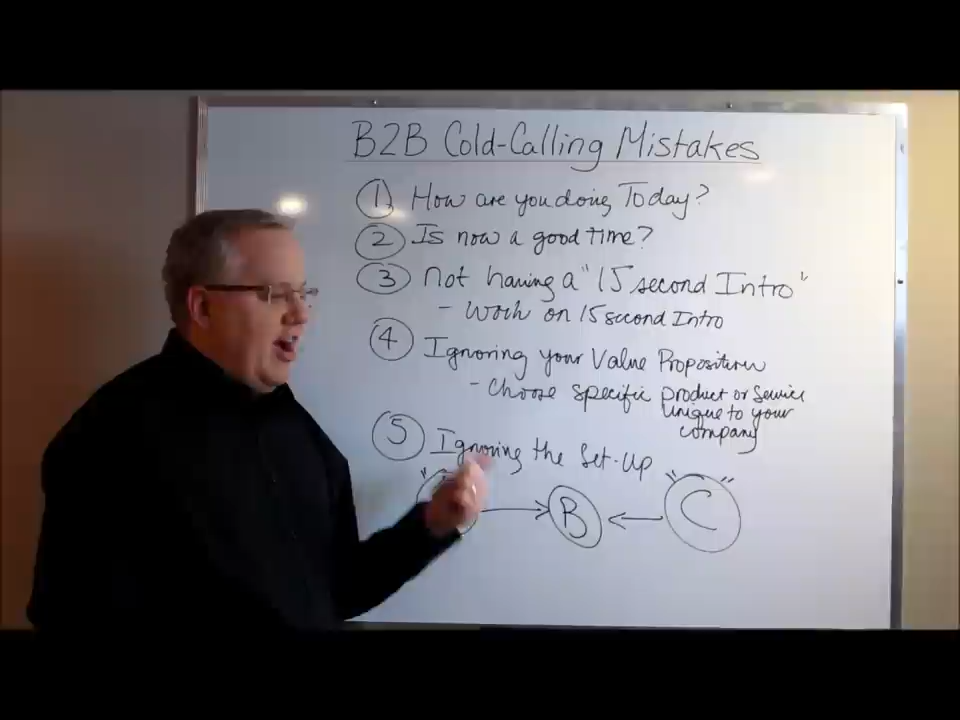 B2B Cold-Calling Mistakes
1 How are you doing Today?
2 Is now a good time?
3 Not having a "15 second Intro"
- Work on 15 second Intro
4 Ignoring your Value Proposition
- Choose specific product or service
unique to your
company
5 Ignoring the Set-Up
B "C"